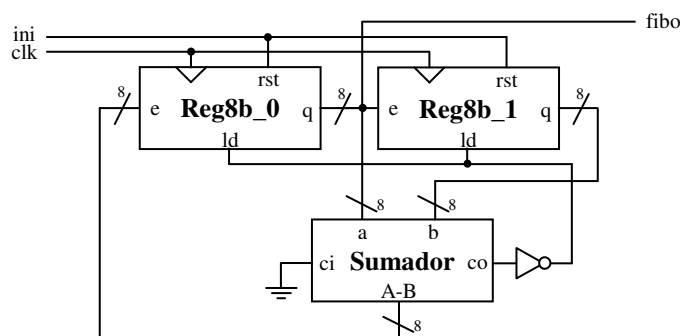 fibo
ini
clk
rst
rst
8
e
Reg8b_0
q
8
e
Reg8b_1
q
8
ld
ld
8
8
a
b
ci
Sumador
co
A-B
8